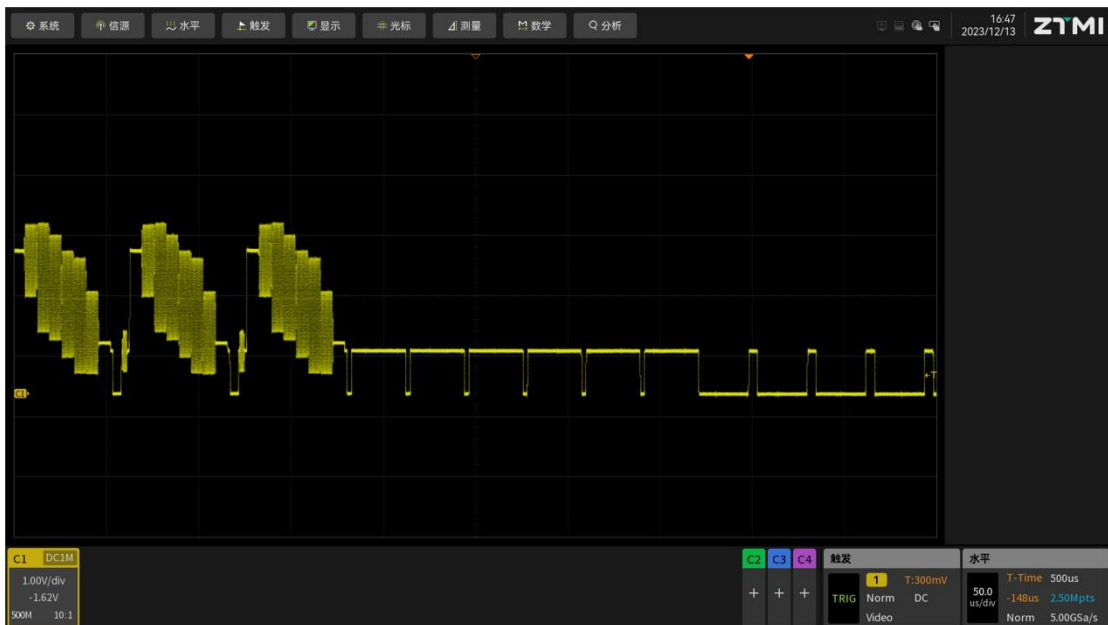 系统 信源 水平 触发 显示 光标 测量 数学 分析 16:47
2023/12/13 ZTMI
C1
T
C1 DC1M
1.00V/div
-1.62V
500M 10:1
C2 C3 C4
+ + +
触发
1 T:300mV
TRIG Norm DC
Video
水平
50.0
us/div
T-Time 500us
-148us 2.50Mpts
Norm 5.00GSa/s